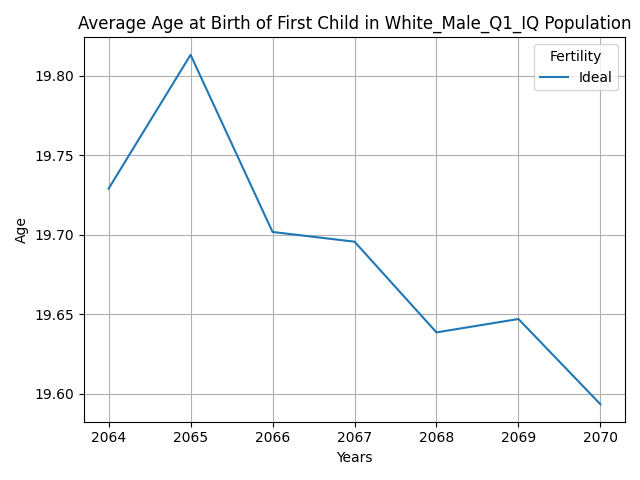 Average Age at Birth of First Child in White_Male_Q1_IQ Population
Fertility
Ideal
19.80
19.75
19.70
19.65
19.60
Age
2064 2065 2066 2067 2068 2069 2070
Years